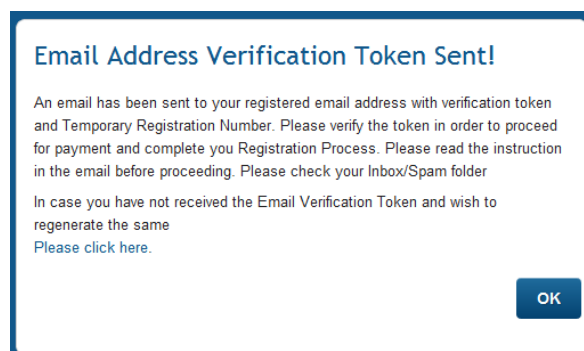 Email Address Verification Token Sent!
An email has been sent to your registered email address with verification token
and Temporary Registration Number. Please verify the token in order to proceed
for payment and complete you Registration Process. Please read the instruction
in the email before proceeding. Please check your Inbox/Spam folder
In case you have not received the Email Verification Token and wish to
regenerate the same
Please click here.
OK